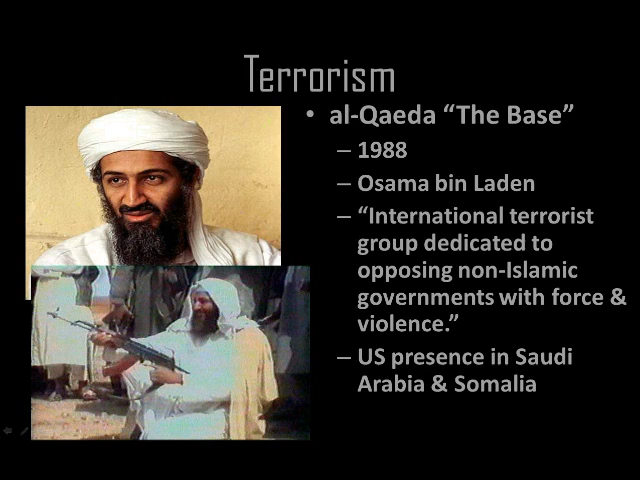 Terrorism
• al-Qaeda “The Base”
– 1988
– Osama bin Laden
– “International terrorist
group dedicated to
opposing non-Islamic
governments with force &
violence.”
– US presence in Saudi
Arabia & Somalia